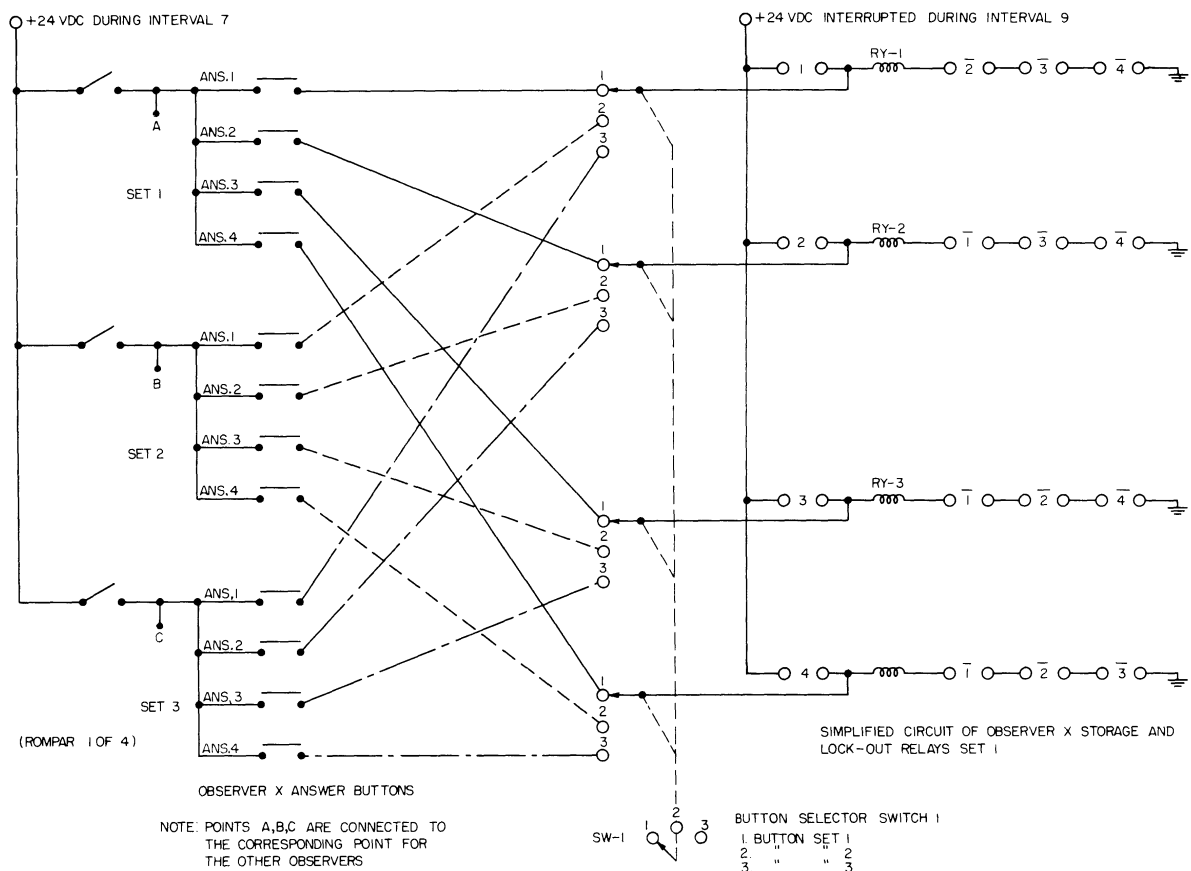 +24 VDC DURING INTERVAL 7
+24 VDC INTERRUPTED DURING INTERVAL 9
ANS.1
ANS.2
ANS.3
ANS.4
A
SET 1
1
2
3
1
RY-1
2
3
4
1
2
3
2
RY-2
1
3
4
ANS.1
ANS.2
ANS.3
ANS.4
B
SET 2
1
2
3
3
RY-3
1
2
4
ANS,1
ANS.2
ANS,3
ANS.4
C
SET 3
1
2
3
4
1
2
3
(ROMPAR 1 OF 4)
SIMPLIFIED CIRCUIT OF OBSERVER X STORAGE AND
LOCK-OUT RELAYS SET 1
OBSERVER X ANSWER BUTTONS
NOTE: POINTS A,B,C ARE CONNECTED TO
THE CORRESPONDING POINT FOR
THE OTHER OBSERVERS
SW-1
1
2
3
BUTTON SELECTOR SWITCH 1
1. BUTTON SET 1
2. " " 2
3 " " 3